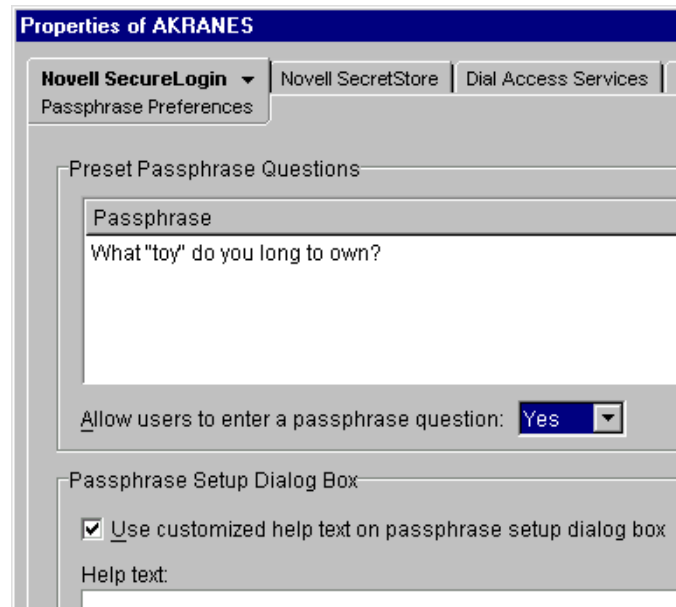 Properties of AKRANES
Novell SecureLogin Novell SecretStore Dial Access Services
Passphrase Preferences
Preset Passphrase Questions
Passphrase
What "toy" do you long to own?
Allow users to enter a passphrase question: Yes
Passphrase Setup Dialog Box
Use customized help text on passphrase setup dialog box
Help text: